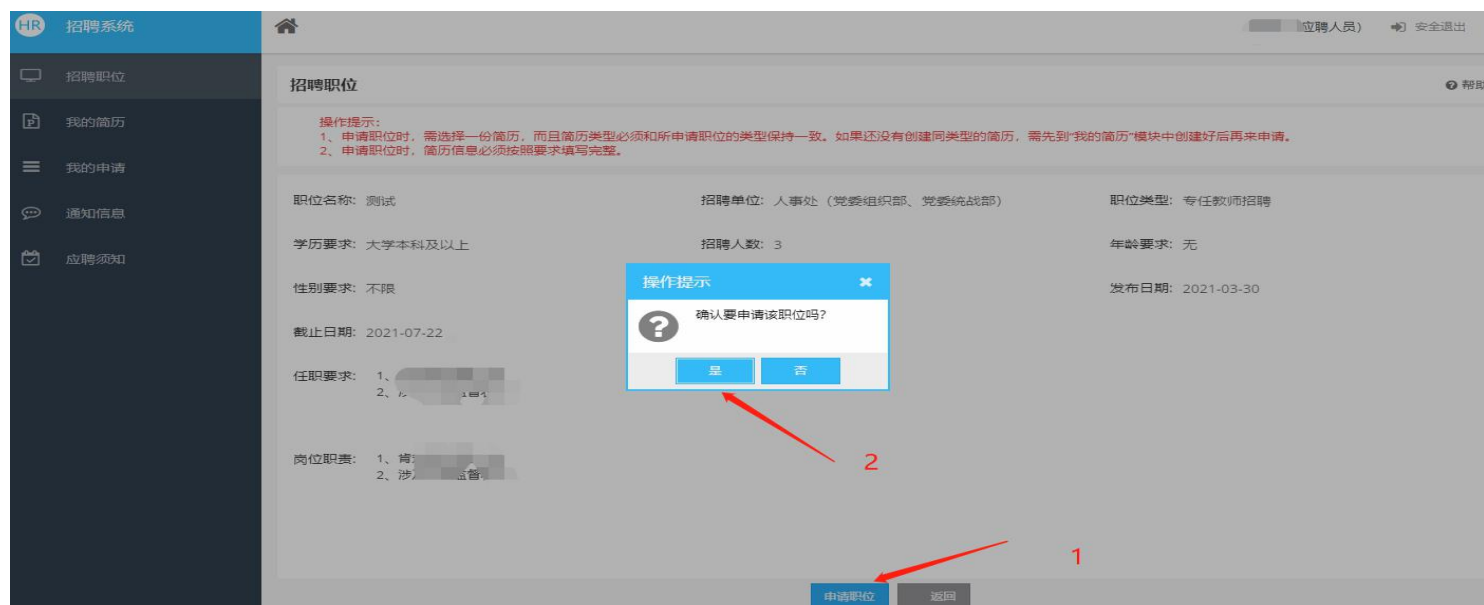 HR 招聘系统
应聘人员) 安全退出
招聘职位
我的简历
我的申请
通知信息
应聘须知
招聘职位
帮助
操作提示:
1、申请职位时，需选择一份简历，而且简历类型必须和所申请职位的类型保持一致。如果还没有创建同类型的简历，需先到“我的简历”模块中创建好后再来申请。
2、申请职位时，简历信息必须按照要求填写完整。
职位名称: 测试 招聘单位: 人事处（党委组织部、党委统战部） 职位类型: 专任教师招聘
学历要求: 大学本科及以上 招聘人数: 3 年龄要求: 无
性别要求: 不限 发布日期: 2021-03-30
截止日期: 2021-07-22
操作提示
确认要申请该职位吗?
是 否
任职要求: 1、
2、
岗位职责: 1、肯
2、涉 监督
2
1
申请职位 返回